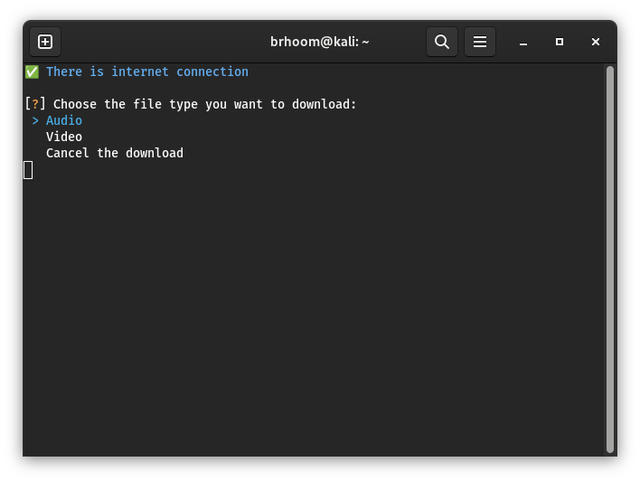 brhoom@kali: ~
✅ There is internet connection
[?] Choose the file type you want to download:
> Audio
Video
Cancel the download